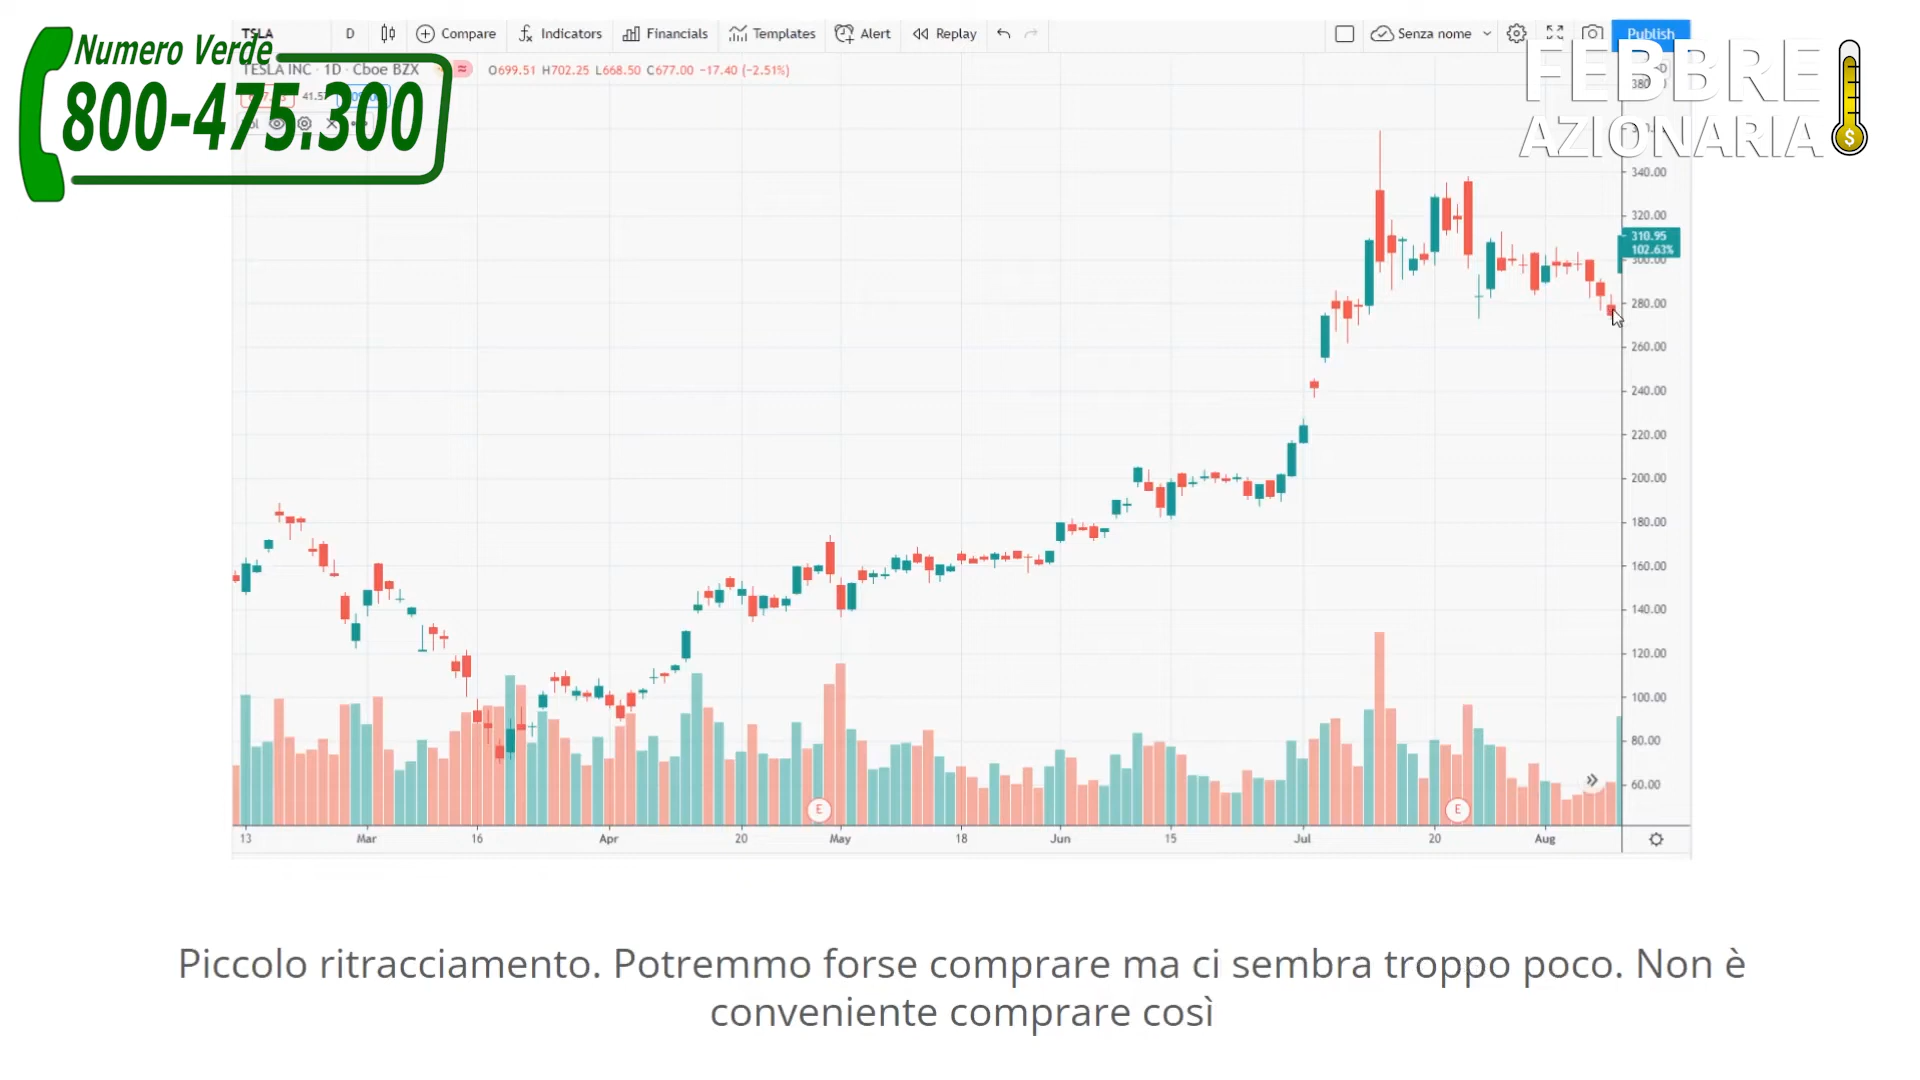 Numero Verde
800-475.300
TSLA D Compare Indicators Financials Templates Alert Replay Senza nome Publish
TESLA INC · 1D · Cboe BZX O699.51 H702.25 L668.50 C677.00 −17.40 (−2.51%)
41.57
FEBBRE
AZIONARIA
$
340.00
320.00
310.95
102.63%
300.00
280.00
260.00
240.00
220.00
200.00
180.00
160.00
140.00
120.00
100.00
80.00
60.00
E E
13 Mar 16 Apr 20 May 18 Jun 15 Jul 20 Aug
Piccolo ritracciamento. Potremmo forse comprare ma ci sembra troppo poco. Non è
conveniente comprare così